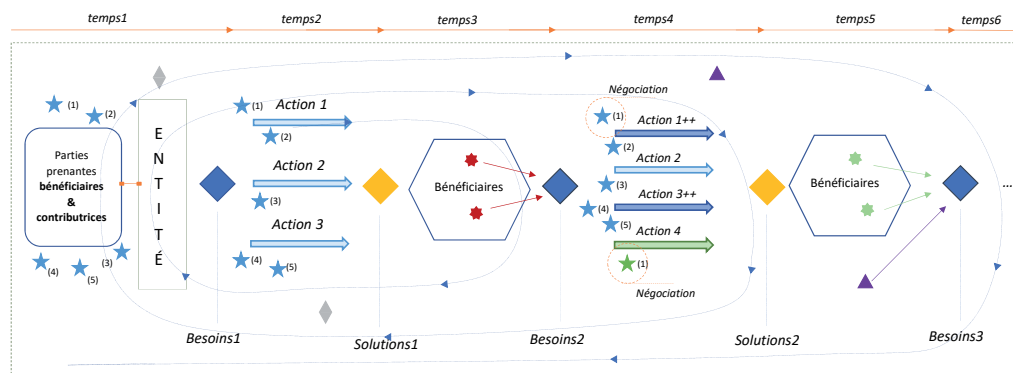 temps1 temps2 temps3 temps4 temps5 temps6
(1)
(2)
Parties
prenantes
bénéficiaires
&
contributrices
(3)
(4)
(5)
E
N
T
I
T
É
(1)
Action 1
(2)
Action 2
(3)
Action 3
(4)
(5)
Bénéficiaires
Négociation
(1)
Action 1++
(2)
Action 2
(3)
Action 3++
(4)
(5)
Action 4
(1)
Négociation
Bénéficiaires
...
Besoins1
Solutions1
Besoins2
Solutions2
Besoins3